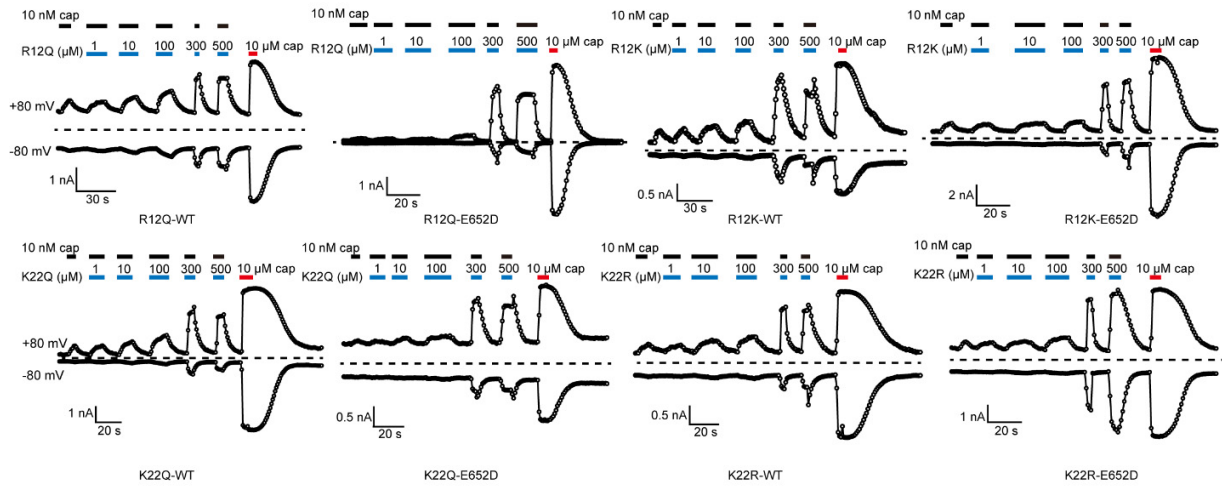 10 nM cap 10 nM cap 10 nM cap 10 nM cap
R12Q (µM) 1 10 100 300 500 10 µM cap R12Q (µM) 1 10 100 300 500 10 µM cap R12K (µM) 1 10 100 300 500 10 µM cap R12K (µM) 1 10 100 300 500 10 µM cap
+80 mV
-80 mV
1 nA 1 nA 0.5 nA 2 nA
30 s 20 s 30 s 20 s
R12Q-WT R12Q-E652D R12K-WT R12K-E652D
10 nM cap 10 nM cap 10 nM cap 10 nM cap
K22Q (µM) 1 10 100 300 500 10 µM cap K22Q (µM) 1 10 100 300 500 10 µM cap K22R (µM) 1 10 100 300 500 10 µM cap K22R (µM) 1 10 100 300 500 10 µM cap
+80 mV
-80 mV
1 nA 0.5 nA 0.5 nA 1 nA
20 s 20 s 20 s 20 s
K22Q-WT K22Q-E652D K22R-WT K22R-E652D